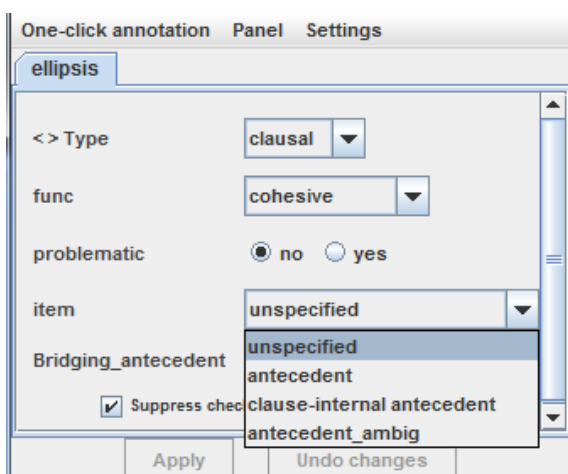 One-click annotation Panel Settings
ellipsis
<> Type clausal
func cohesive
problematic no yes
item unspecified
unspecified
Bridging_antecedent
antecedent
Suppress chec
clause-internal antecedent
antecedent_ambig
Apply Undo changes